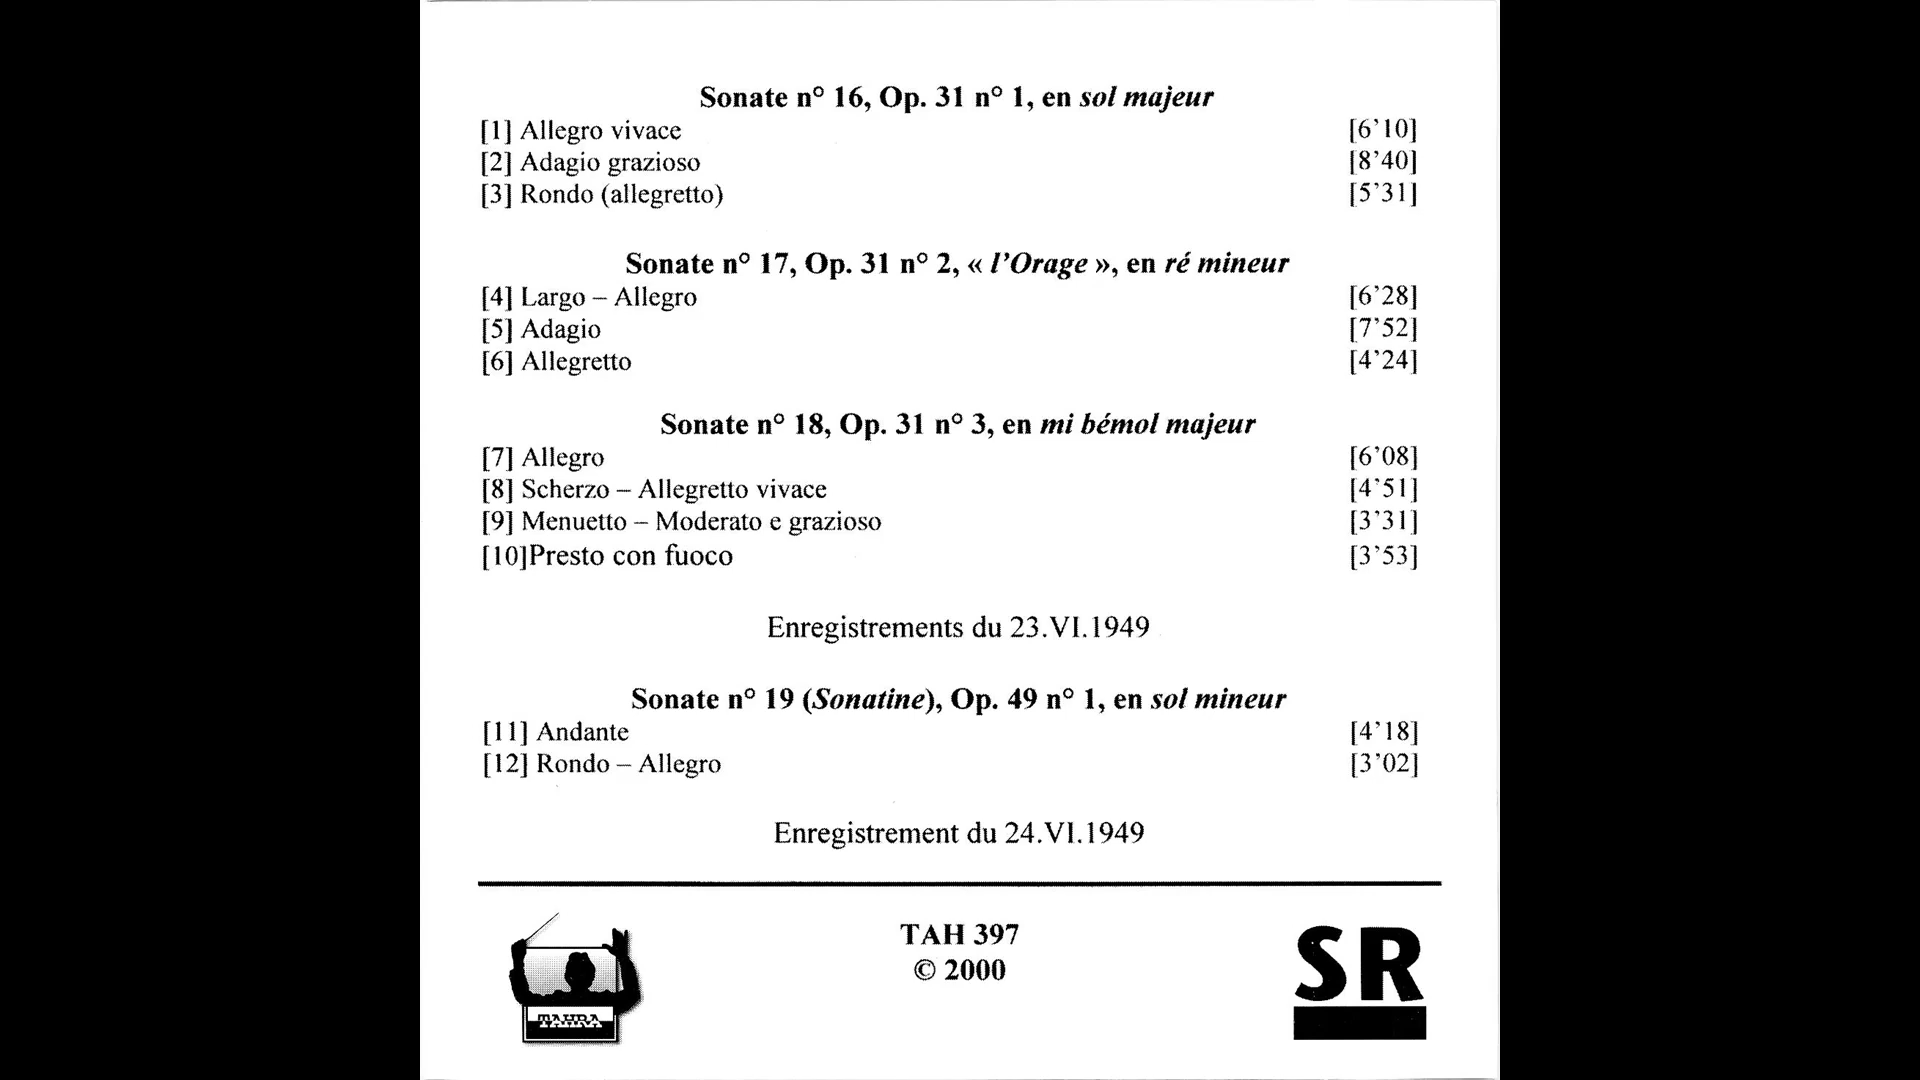 Sonate n° 16, Op. 31 n° 1, en sol majeur
[1] Allegro vivace [6’10]
[2] Adagio grazioso [8’40]
[3] Rondo (allegretto) [5’31]
Sonate n° 17, Op. 31 n° 2, « l’Orage », en ré mineur
[4] Largo – Allegro [6’28]
[5] Adagio [7’52]
[6] Allegretto [4’24]
Sonate n° 18, Op. 31 n° 3, en mi bémol majeur
[7] Allegro [6’08]
[8] Scherzo – Allegretto vivace [4’51]
[9] Menuetto – Moderato e grazioso [3’31]
[10]Presto con fuoco [3’53]
Enregistrements du 23.VI.1949
Sonate n° 19 (Sonatine), Op. 49 n° 1, en sol mineur
[11] Andante [4’18]
[12] Rondo – Allegro [3’02]
Enregistrement du 24.VI.1949
TAH 397
© 2000
TAHRA
SR